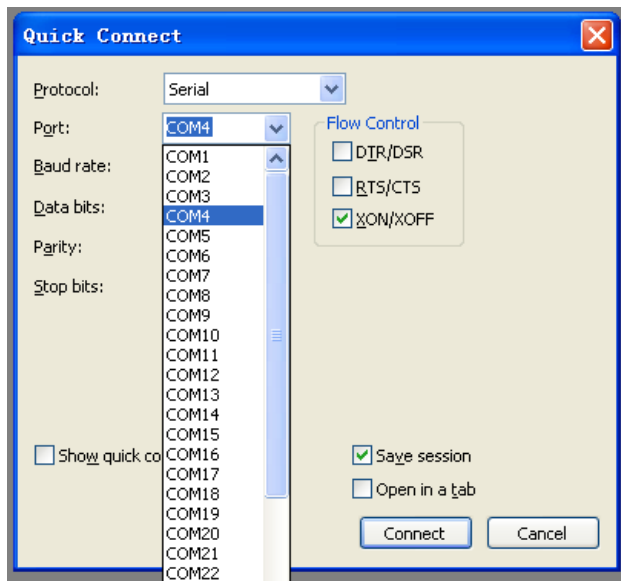 Quick Connect
Protocol: Serial
Port: COM4
Flow Control
DTR/DSR
RTS/CTS
XON/XOFF
Baud rate:
Data bits:
Parity:
Stop bits:
COM1
COM2
COM3
COM4
COM5
COM6
COM7
COM8
COM9
COM10
COM11
COM12
COM13
COM14
COM15
COM16
COM17
COM18
COM19
COM20
COM21
COM22
Show quick co
Save session
Open in a tab
Connect Cancel